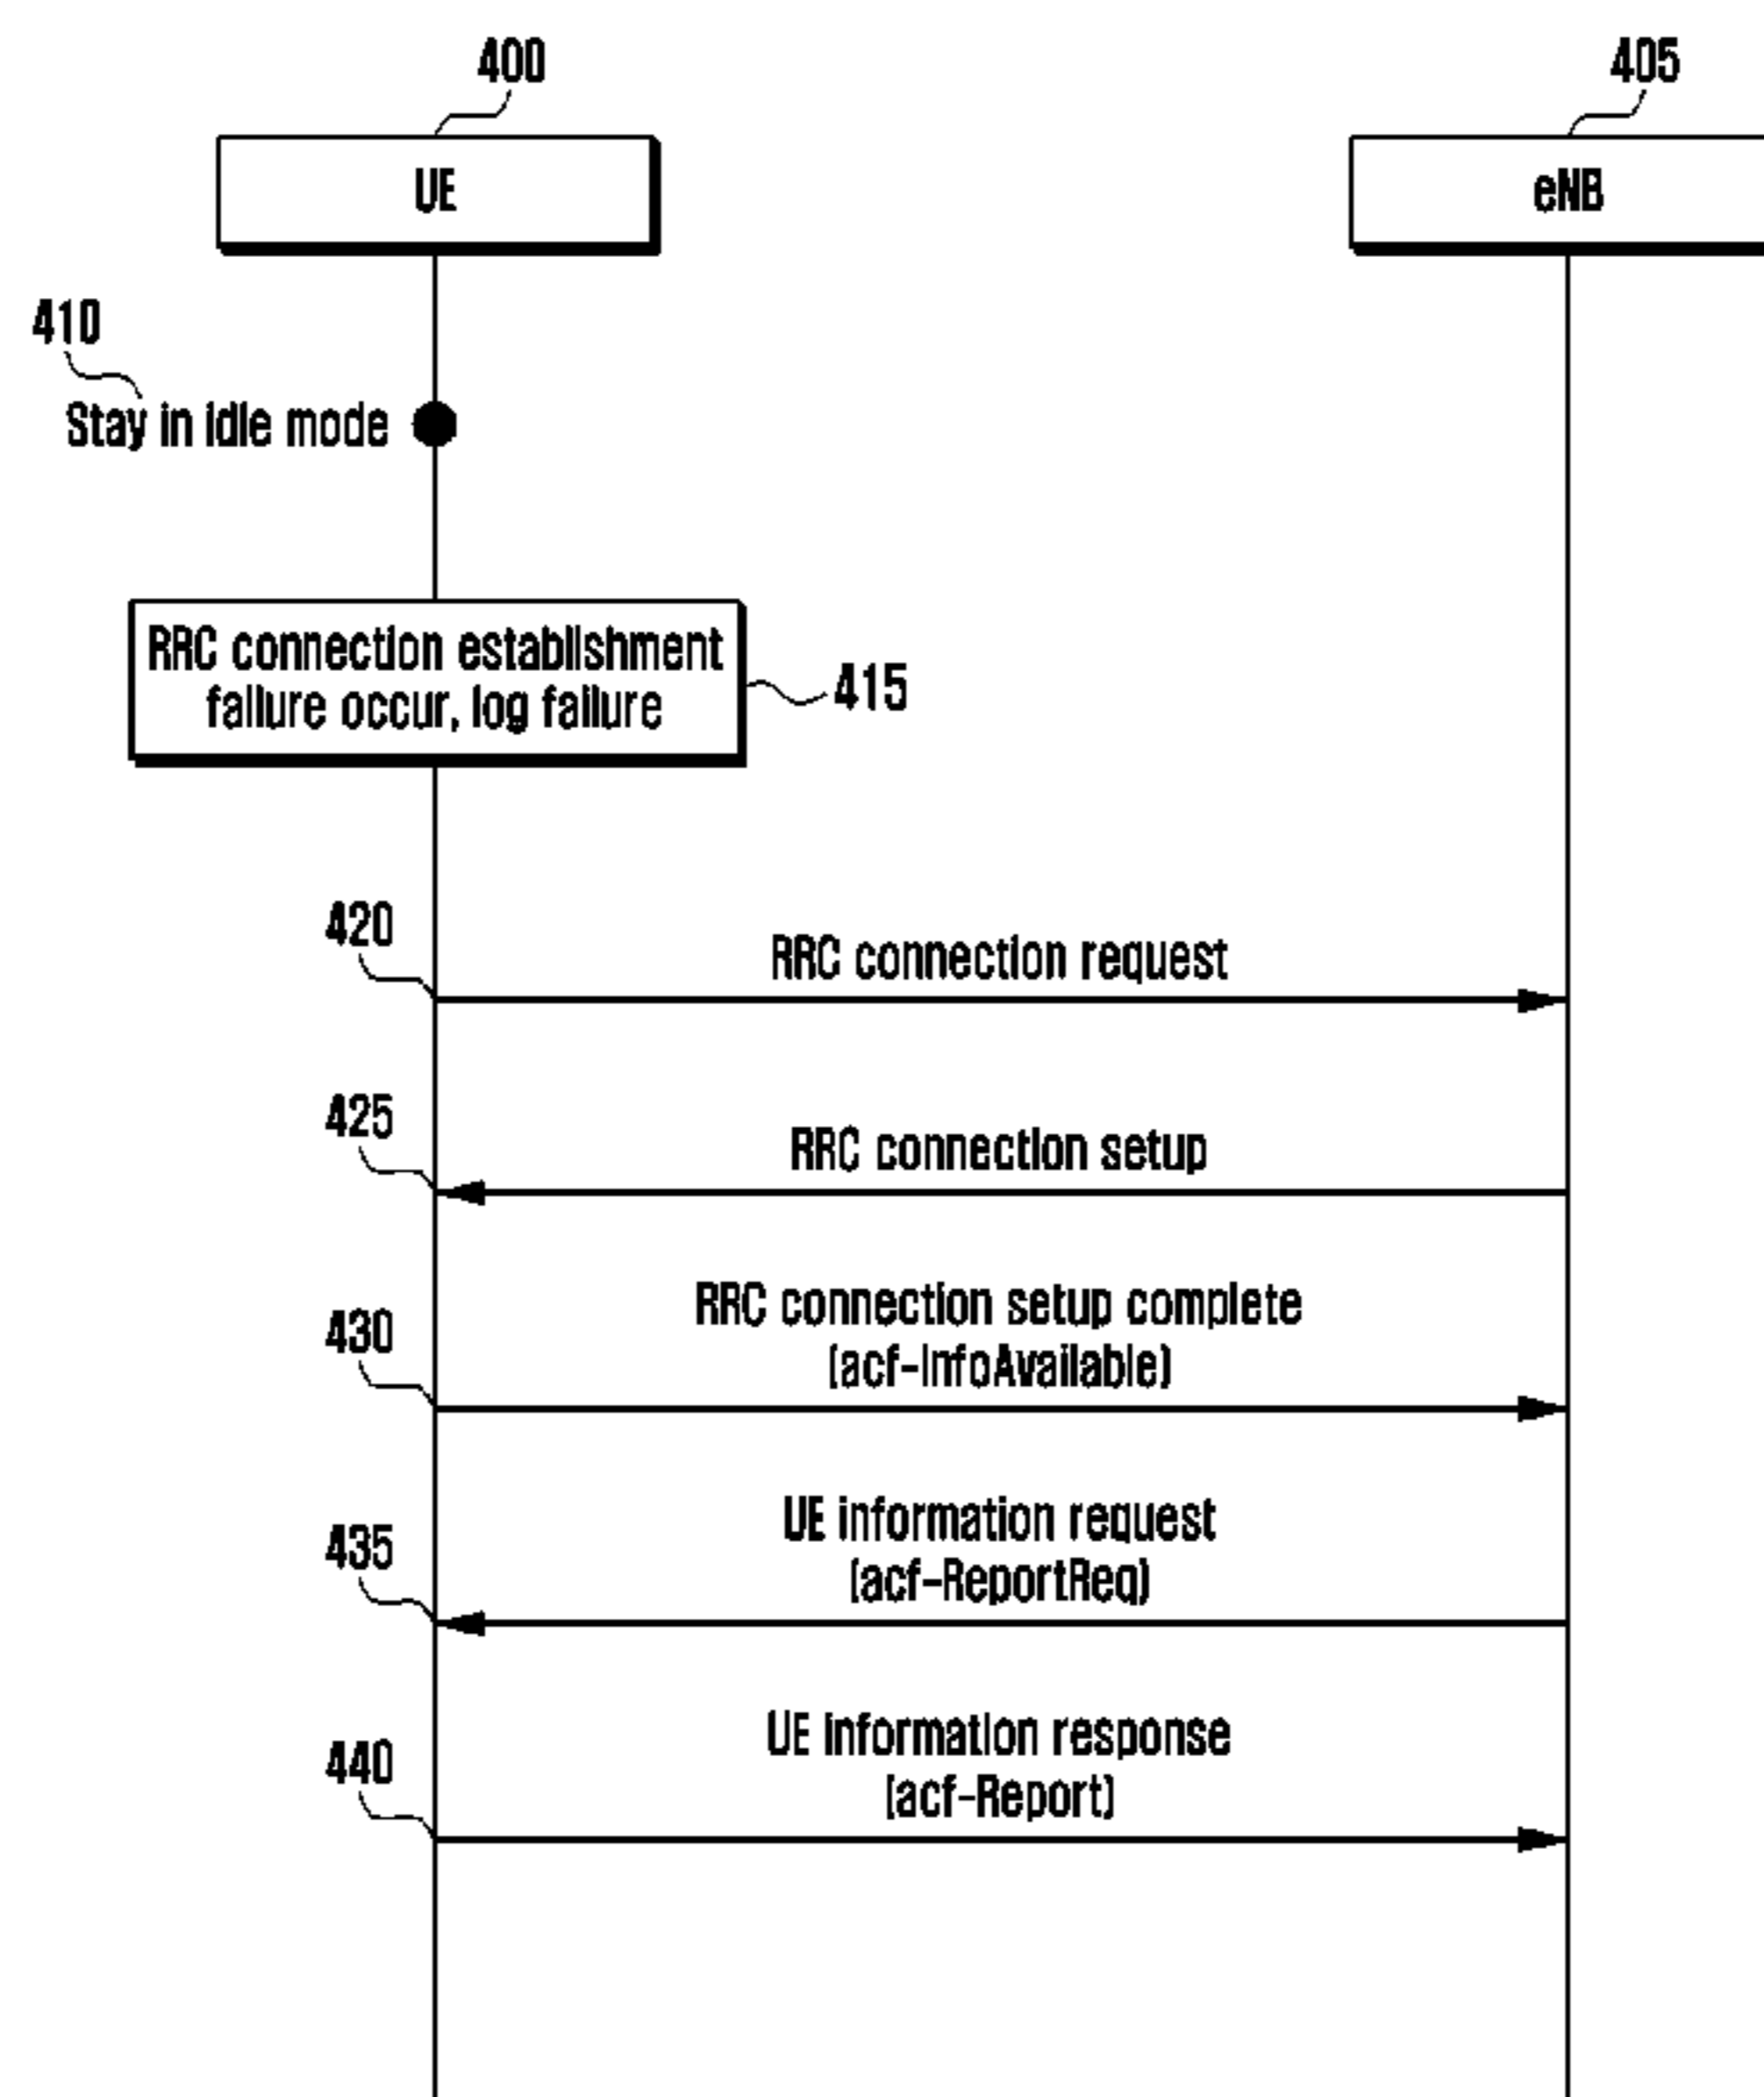 400
405
UE
eNB
410
Stay in idle mode
RRC connection establishment
failure occur, log failure
415
420
RRC connection request
425
RRC connection setup
RRC connection setup complete
430
(acf-InfoAvailable)
UE information request
435
(acf-ReportReq)
UE information response
440
(acf-Report)